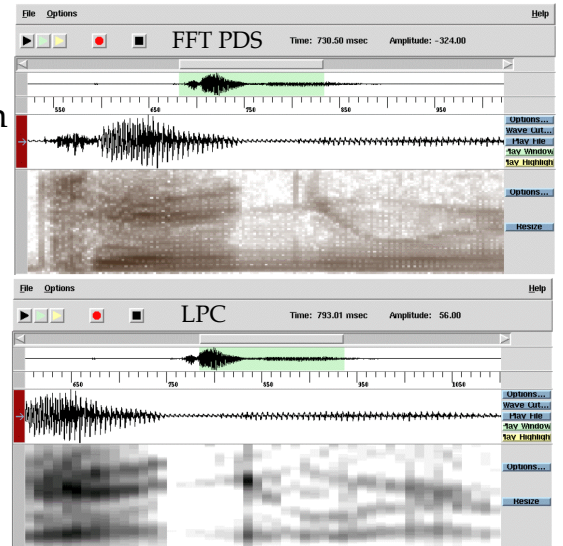 File Options Help
FFT PDS Time: 730.50 msec Amplitude: -324.00
n
550 650 750 850 950
Options...
Wave Cut...
Play File
Play Window
Play Highligh
Options...
Resize
File Options Help
LPC Time: 793.01 msec Amplitude: 56.00
650 750 850 950 1050
Options...
Wave Cut...
Play File
Play Window
Play Highligh
Options...
Resize